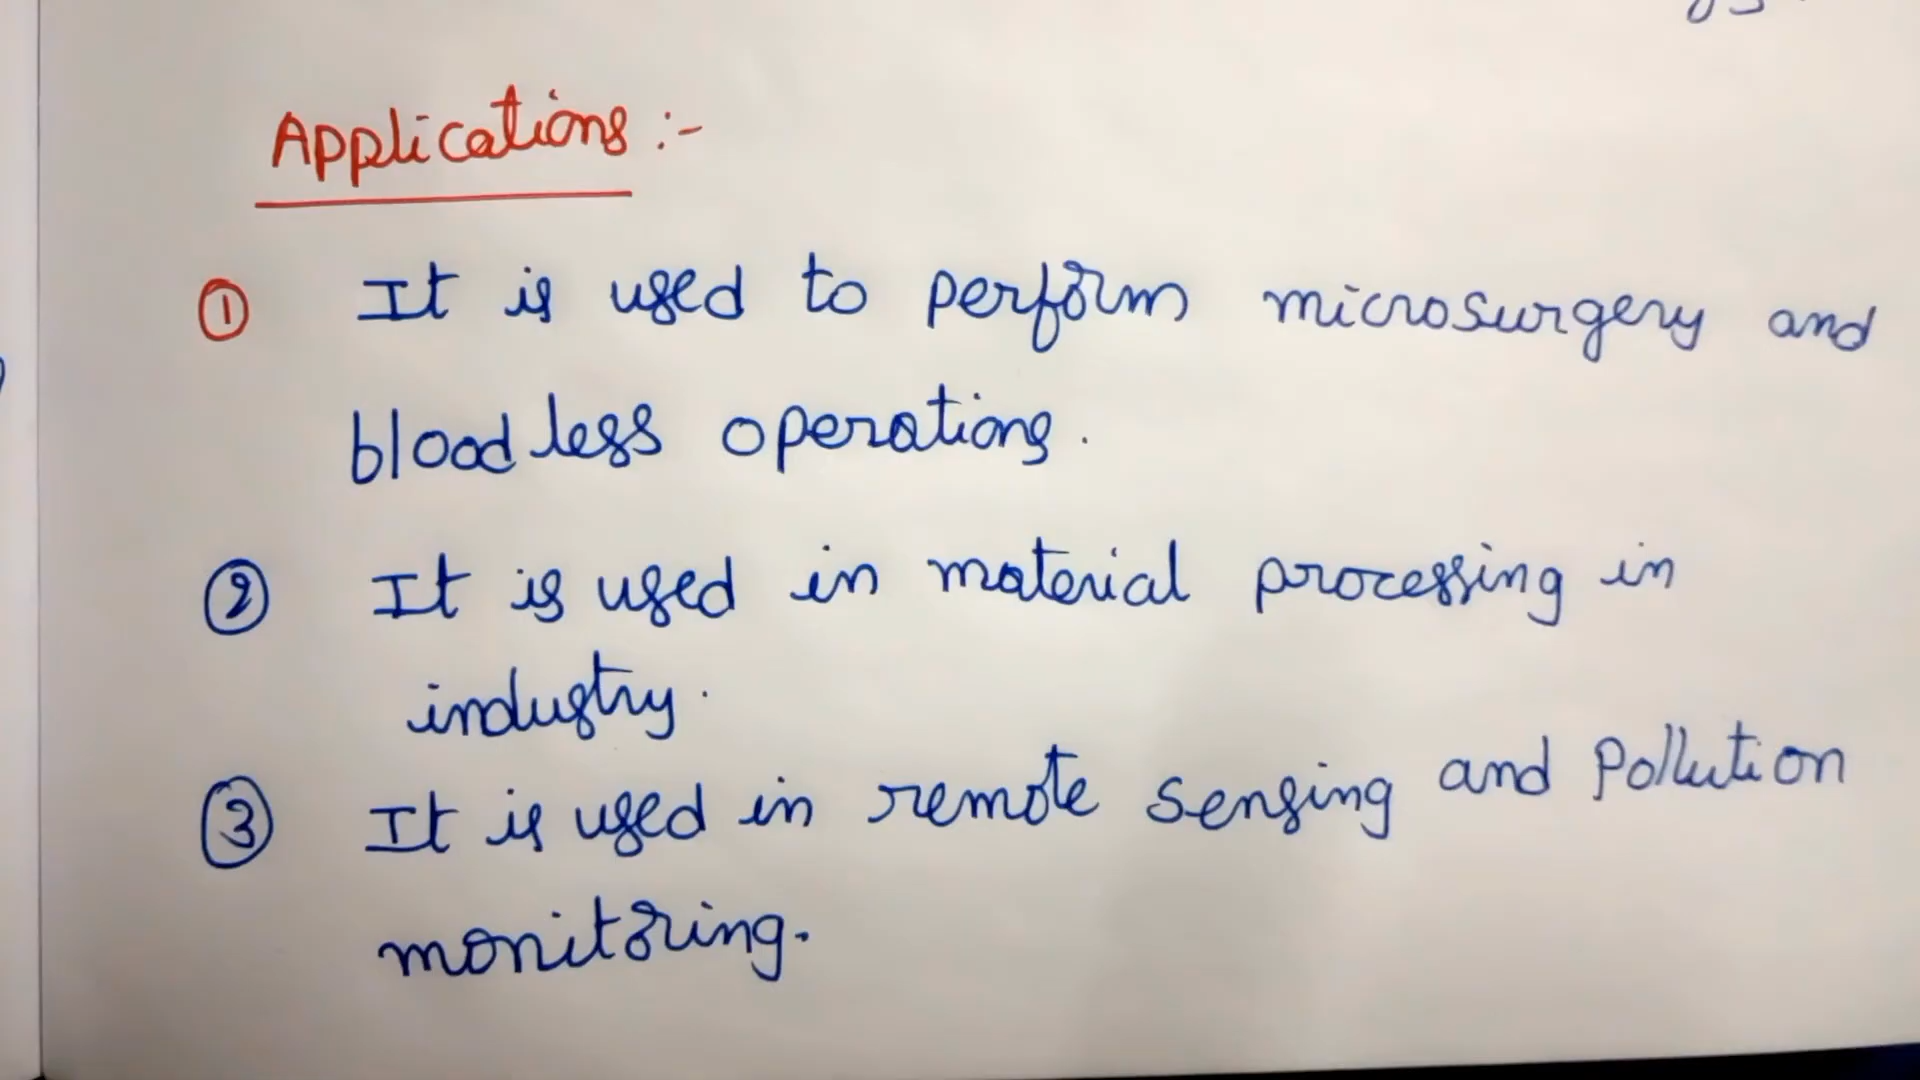 Applications :-
① It is used to perform microsurgery and
bloodless operations.
② It is used in material processing in
industry.
③ It is used in remote sensing and Pollution
monitoring.